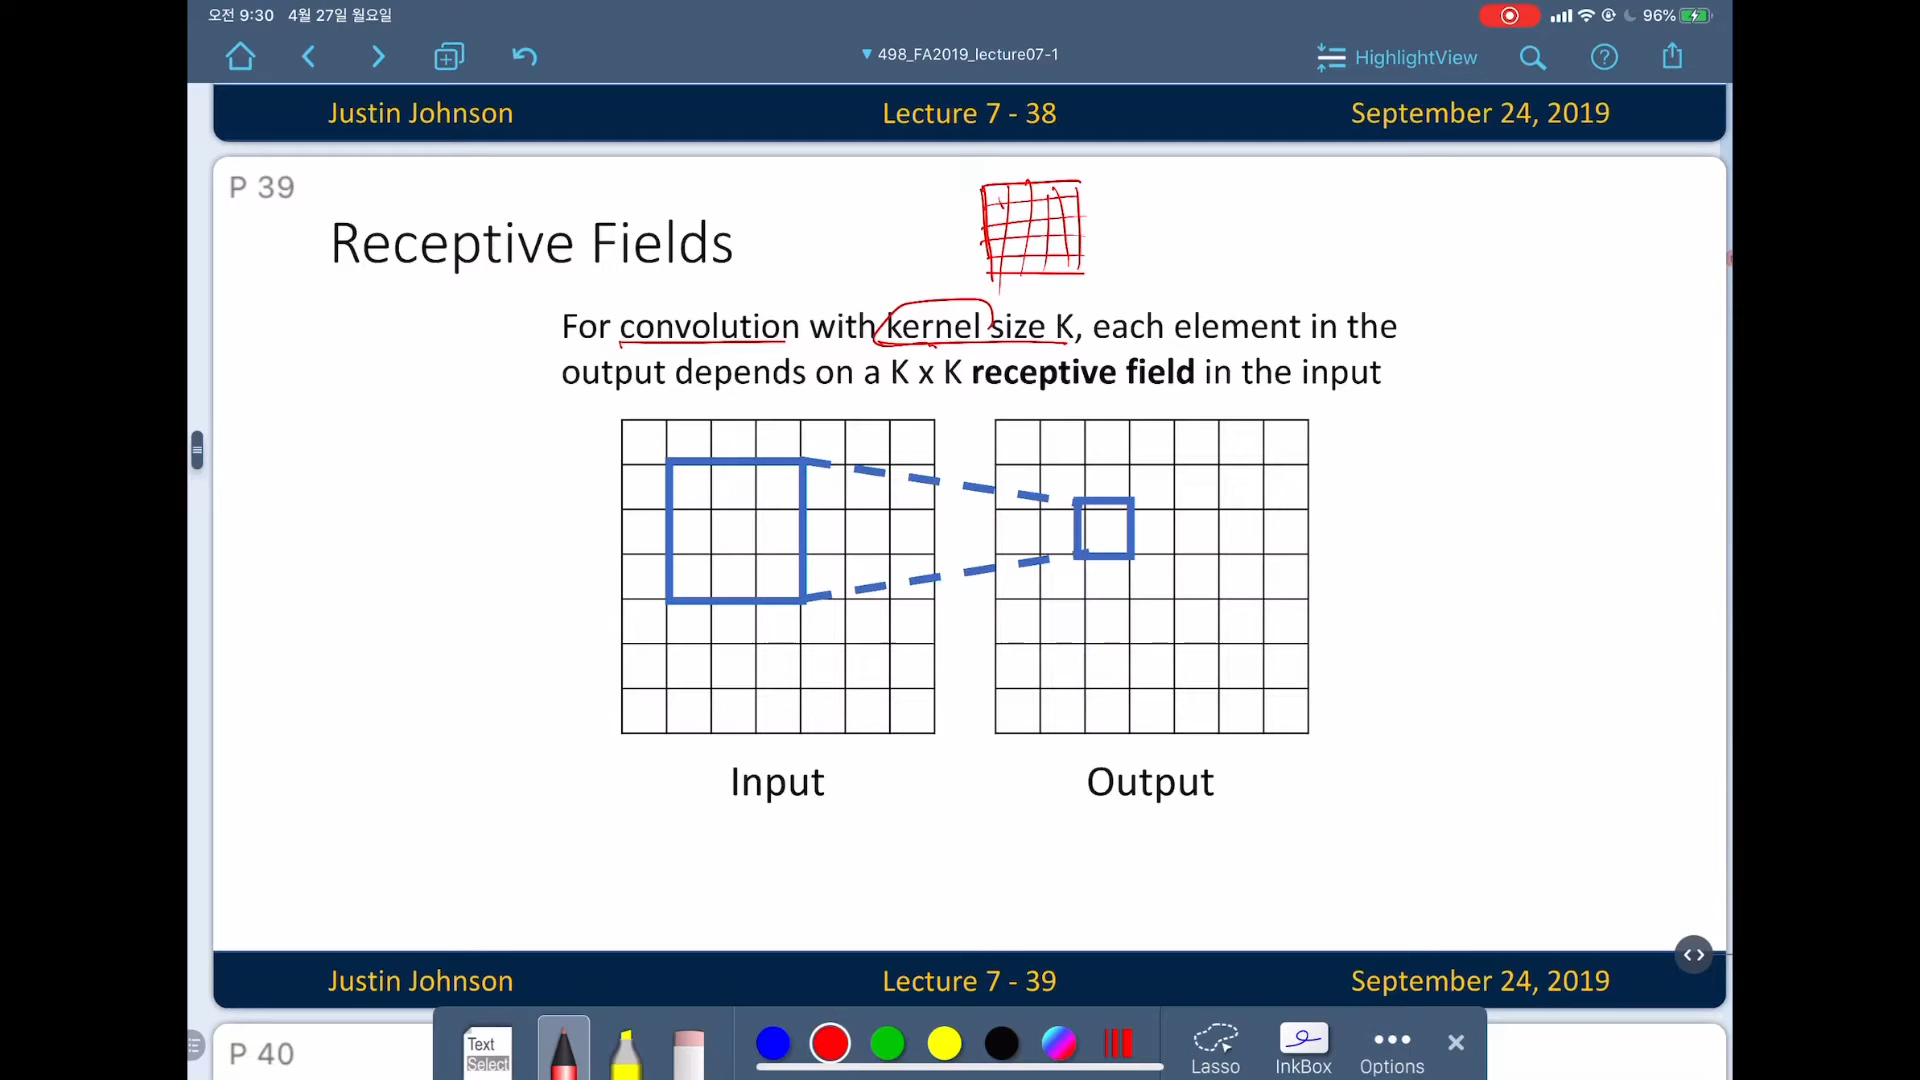 오전 9:30 4월 27일 월요일
96%
▼ 498_FA2019_lecture07-1
HighlightView
Justin Johnson Lecture 7 - 38 September 24, 2019
P 39
Receptive Fields
For convolution with kernel size K, each element in the
output depends on a K x K receptive field in the input
Input Output
Justin Johnson Lecture 7 - 39 September 24, 2019
P 40
Text
Select
Lasso InkBox Options